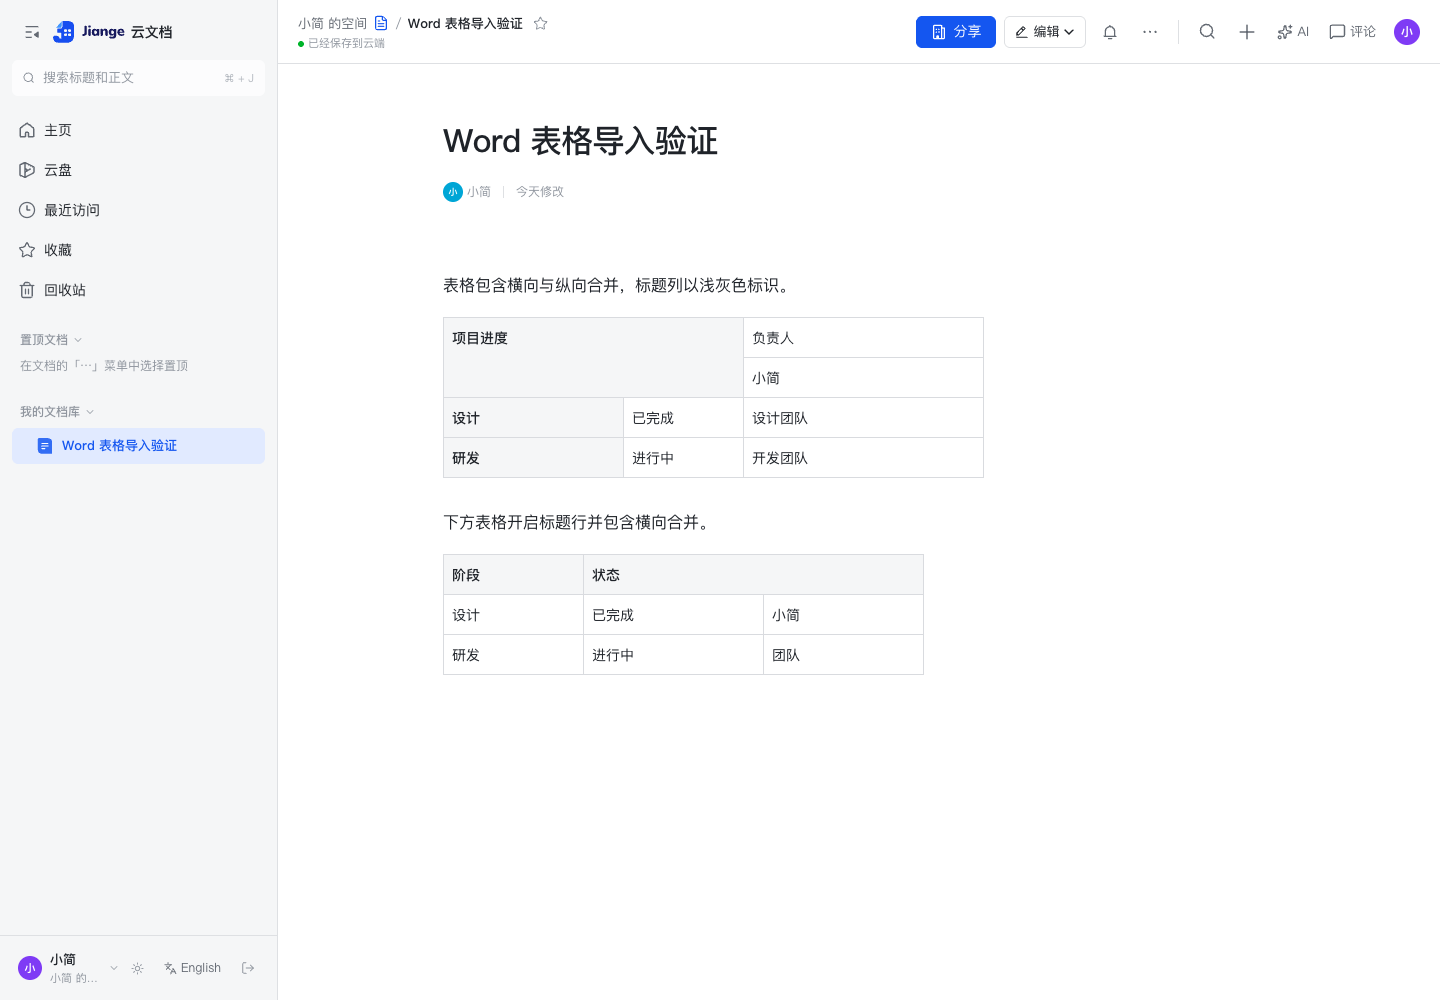 Jiange 云文档
搜索标题和正文 ⌘ + J
主页
云盘
最近访问
收藏
回收站
置顶文档
在文档的「···」菜单中选择置顶
我的文档库
Word 表格导入验证
小 小简
小简 的...
English
小简 的空间 / Word 表格导入验证
已经保存到云端
分享 编辑 AI 评论 小
Word 表格导入验证
小 小简 今天修改
表格包含横向与纵向合并，标题列以浅灰色标识。
项目进度 负责人
小简
设计 已完成 设计团队
研发 进行中 开发团队
下方表格开启标题行并包含横向合并。
阶段 状态
设计 已完成 小简
研发 进行中 团队